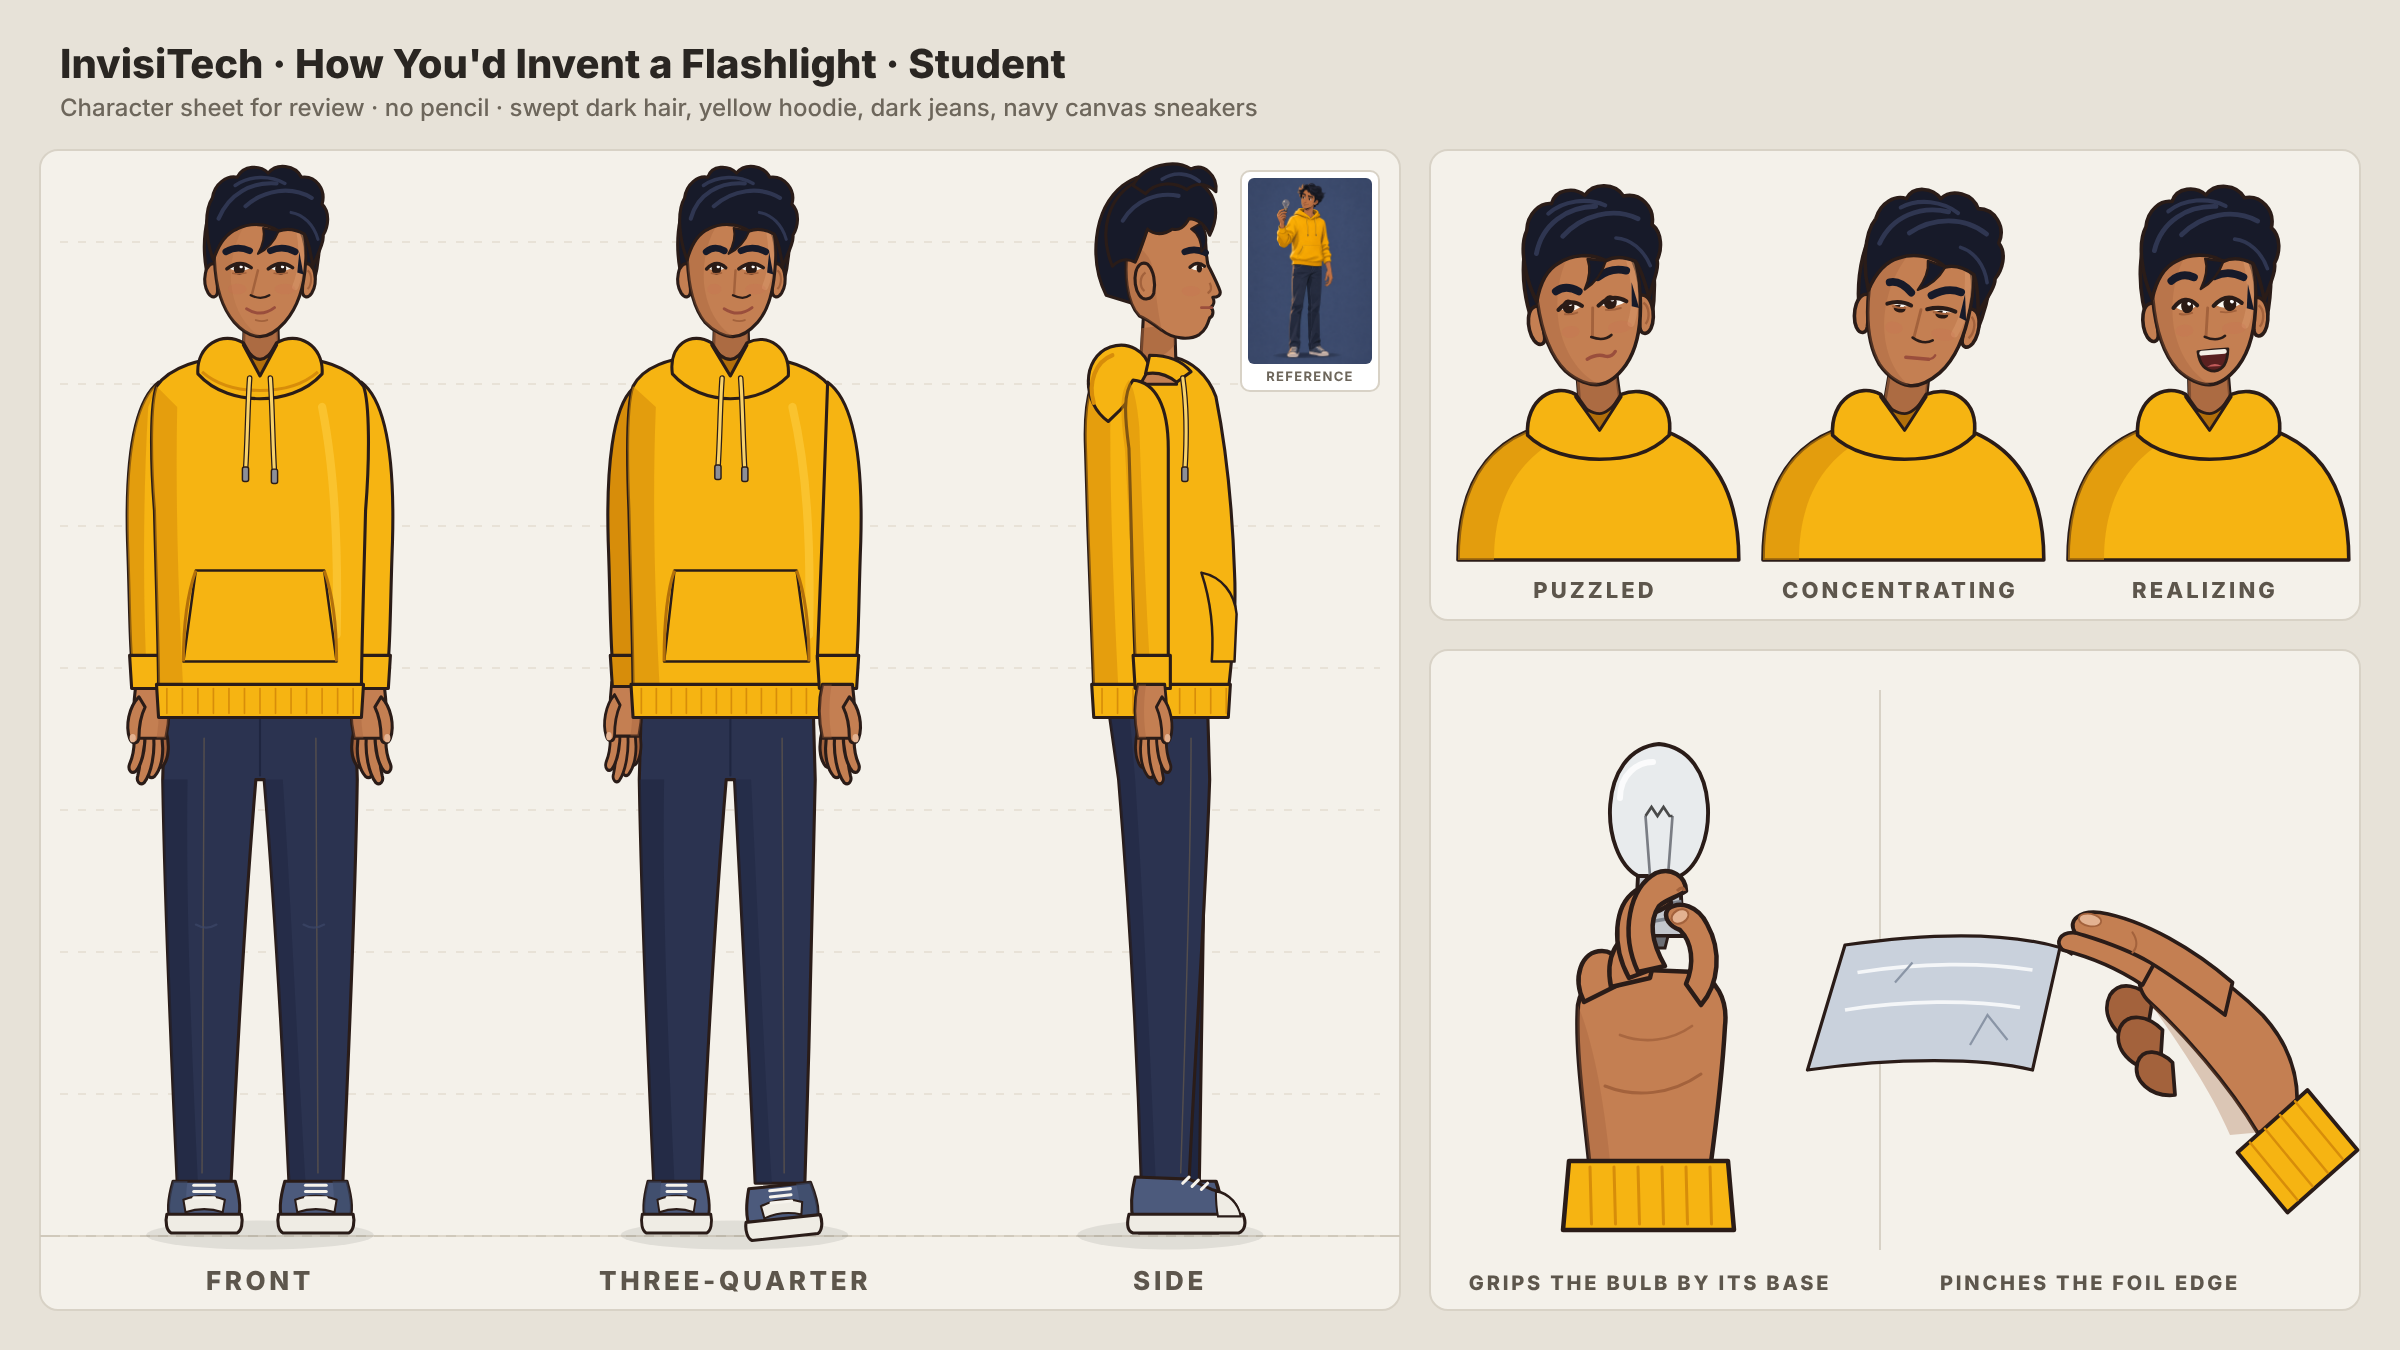 InvisiTech · How You'd Invent a Flashlight · Student
Character sheet for review · no pencil · swept dark hair, yellow hoodie, dark jeans, navy canvas sneakers
REFERENCE
FRONT
THREE-QUARTER
SIDE
PUZZLED
CONCENTRATING
REALIZING
GRIPS THE BULB BY ITS BASE
PINCHES THE FOIL EDGE